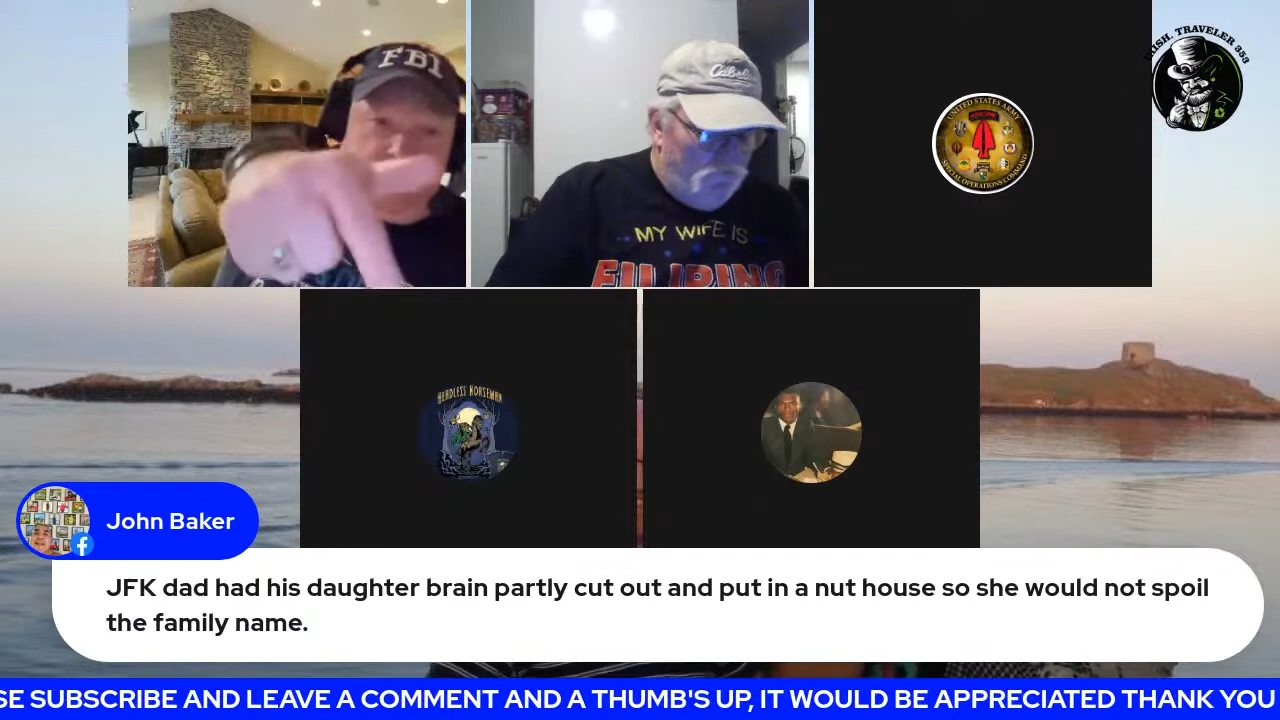 FBI
Cabela's
IRISH. TRAVELER 353
UNITED STATES ARMY
AIRBORNE
SPECIAL OPERATIONS COMMAND
MY WIFE IS
FILIPINO
HEADLESS HORSEMAN
John Baker
JFK dad had his daughter brain partly cut out and put in a nut house so she would not spoil
the family name.
SE SUBSCRIBE AND LEAVE A COMMENT AND A THUMB'S UP, IT WOULD BE APPRECIATED THANK YOU